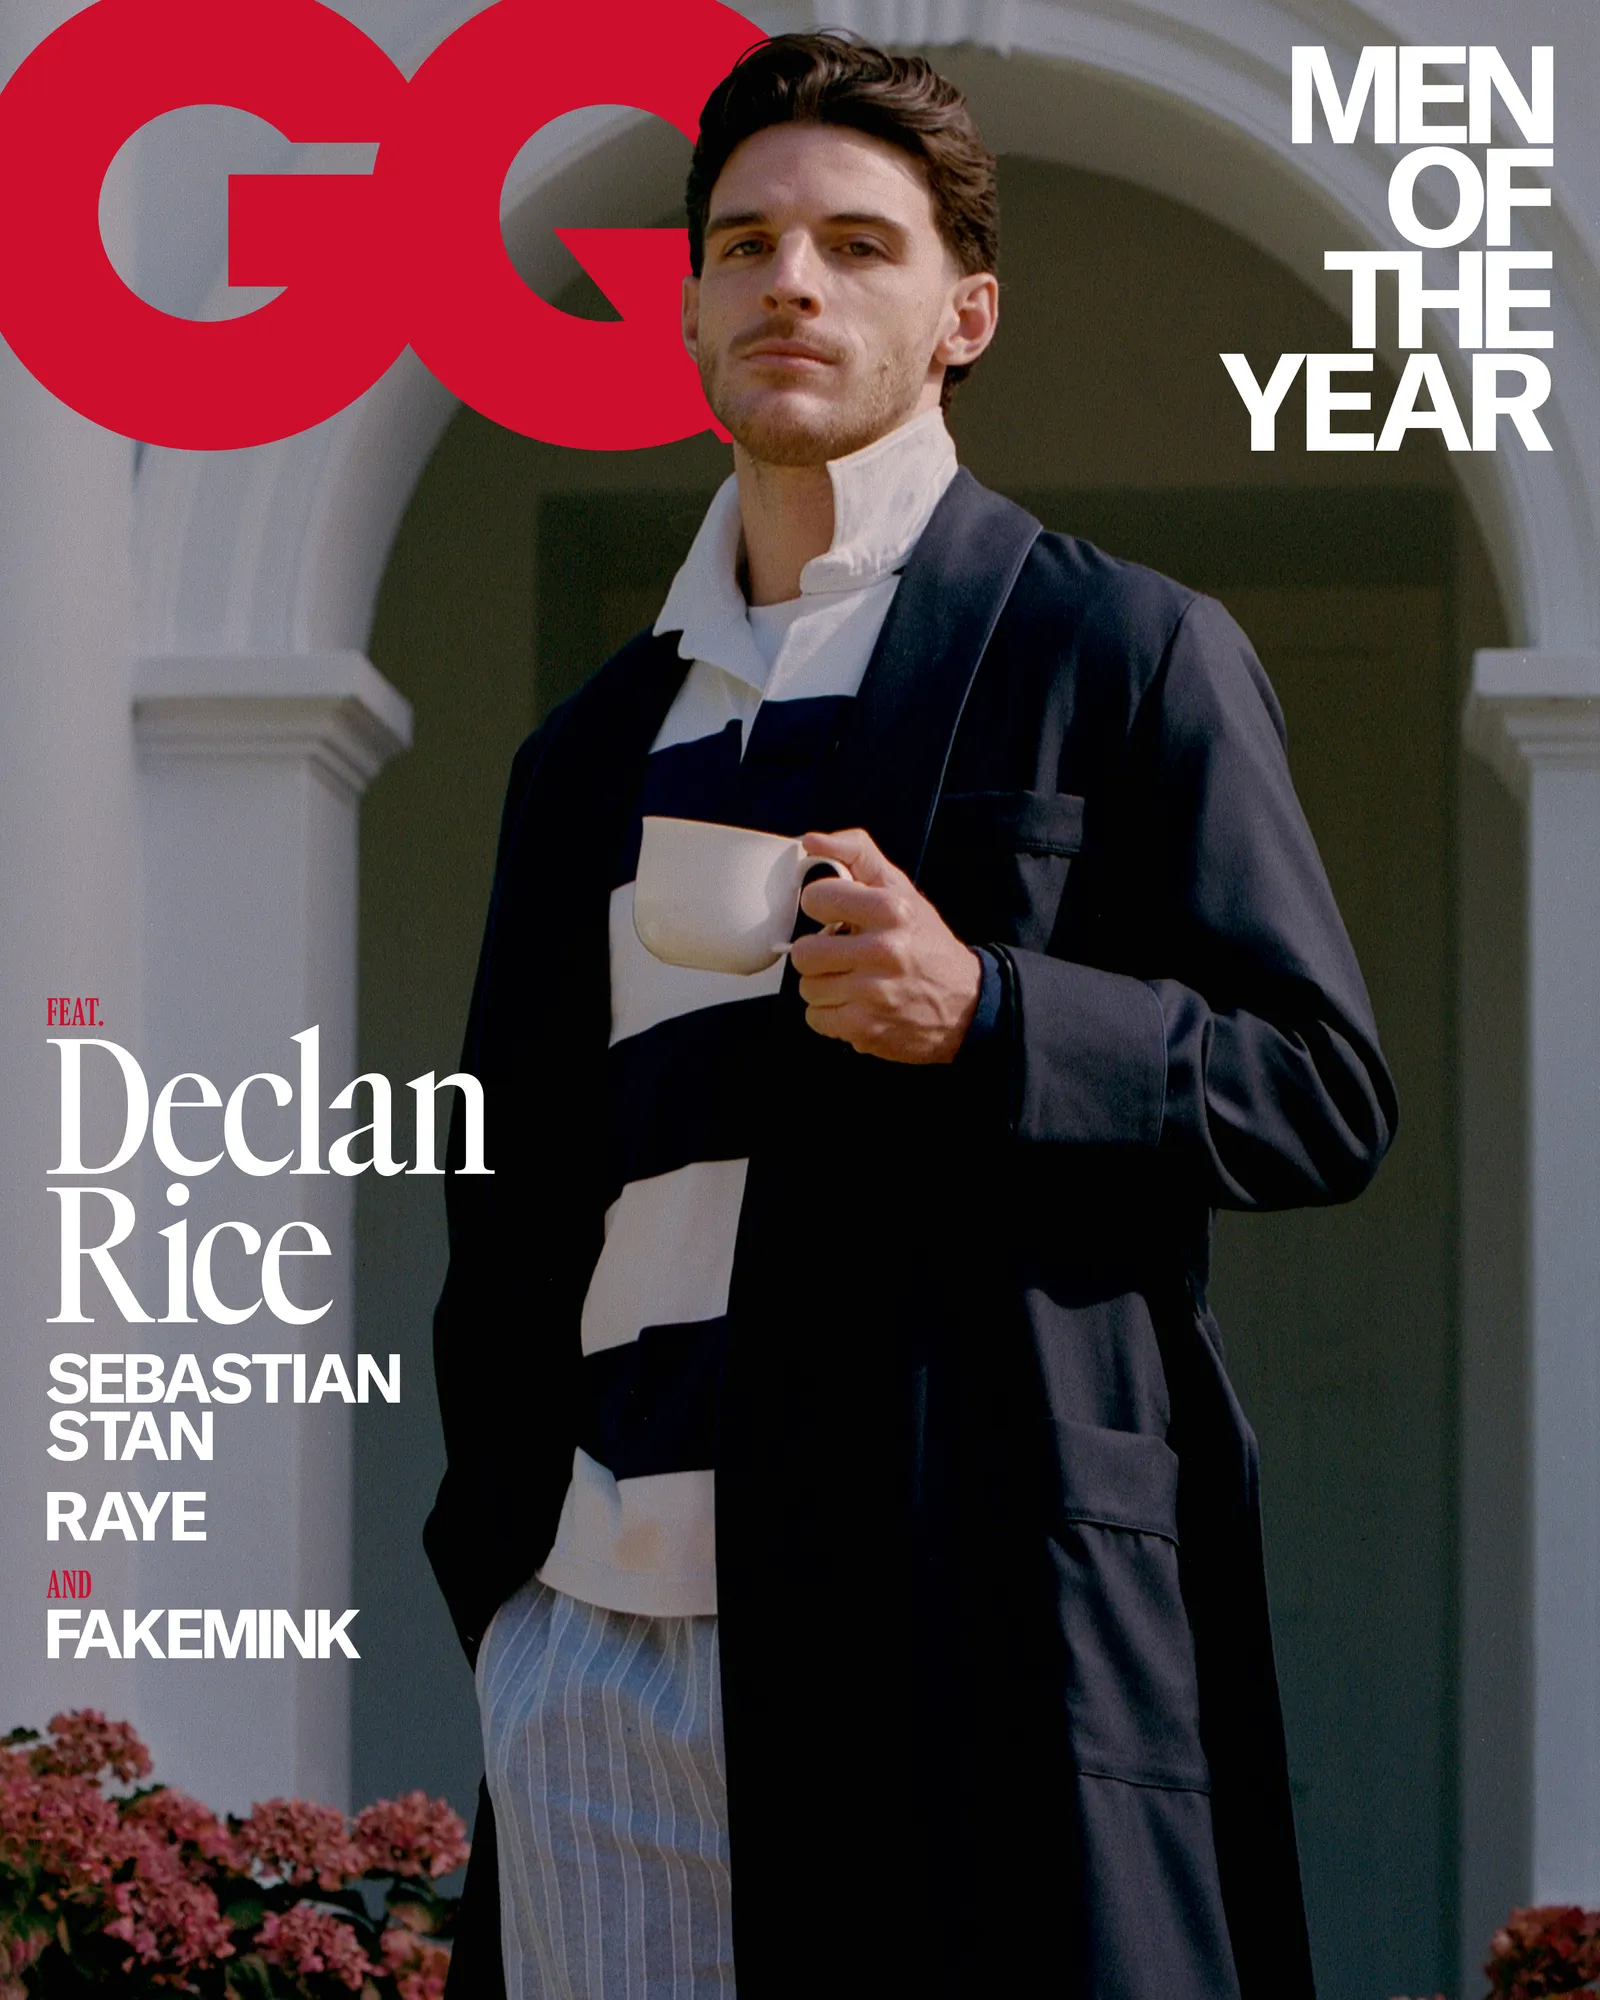 GQ
MEN
OF
THE
YEAR
FEAT.
Declan
Rice
SEBASTIAN
STAN
RAYE
AND
FAKEMINK